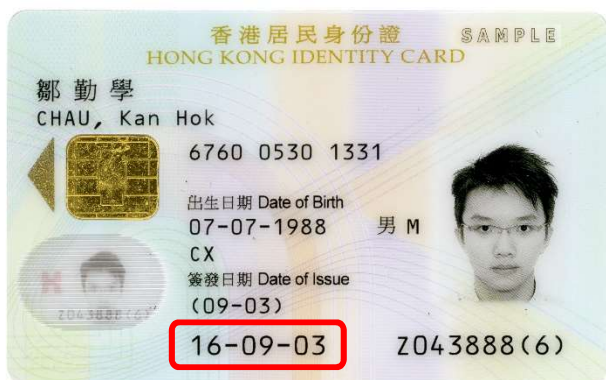 香港居民身份證 SAMPLE
HONG KONG IDENTITY CARD
鄒勤學
CHAU, Kan Hok
6760 0530 1331
出生日期 Date of Birth
07-07-1988 男 M
CX
簽發日期 Date of Issue
(09-03)
Z043888(6)
16-09-03 Z043888(6)